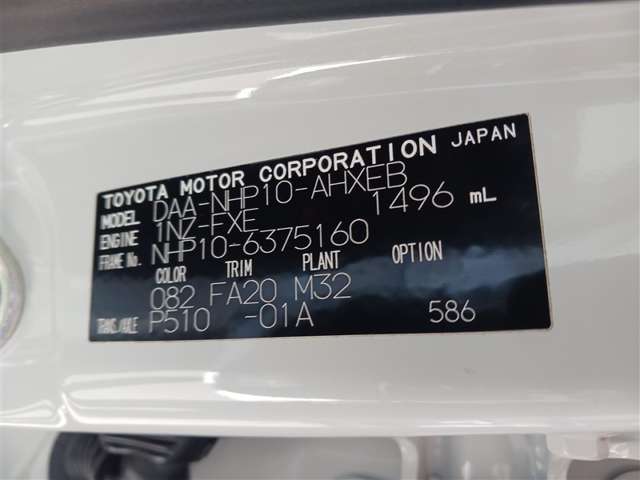 TOYOTA MOTOR CORPORATION JAPAN
MODEL DAA-NHP10-AHXEB
ENGINE 1NZ-FXE 1496 mL
FRAME No. NHP10-6375160
COLOR TRIM PLANT OPTION
082 FA20 M32
TRANS/AXLE P510 -01A 586